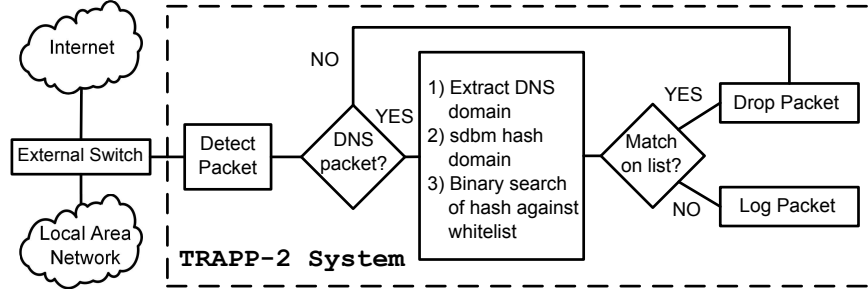 Internet
External Switch
Local Area
Network
Detect
Packet
NO
DNS
packet?
YES
1) Extract DNS
domain
2) sdbm hash
domain
3) Binary search
of hash against
whitelist
Match
on list?
YES
Drop Packet
NO
Log Packet
TRAPP-2 System